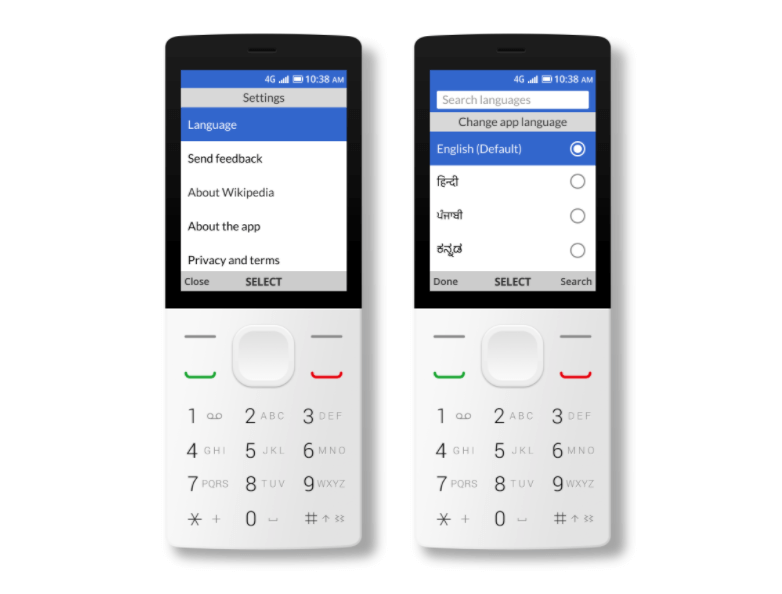 4G 10:38 AM
Settings
Language
Send feedback
About Wikipedia
About the app
Privacy and terms
Close SELECT
1
2 ABC
3 DEF
4 GHI
5 JKL
6 MNO
7 PQRS
8 TUV
9 WXYZ
* +
0
#
4G 10:38 AM
Search languages
Change app language
English (Default)
हिन्दी
ਪੰਜਾਬੀ
ಕನ್ನಡ
Done SELECT Search
1
2 ABC
3 DEF
4 GHI
5 JKL
6 MNO
7 PQRS
8 TUV
9 WXYZ
* +
0
#